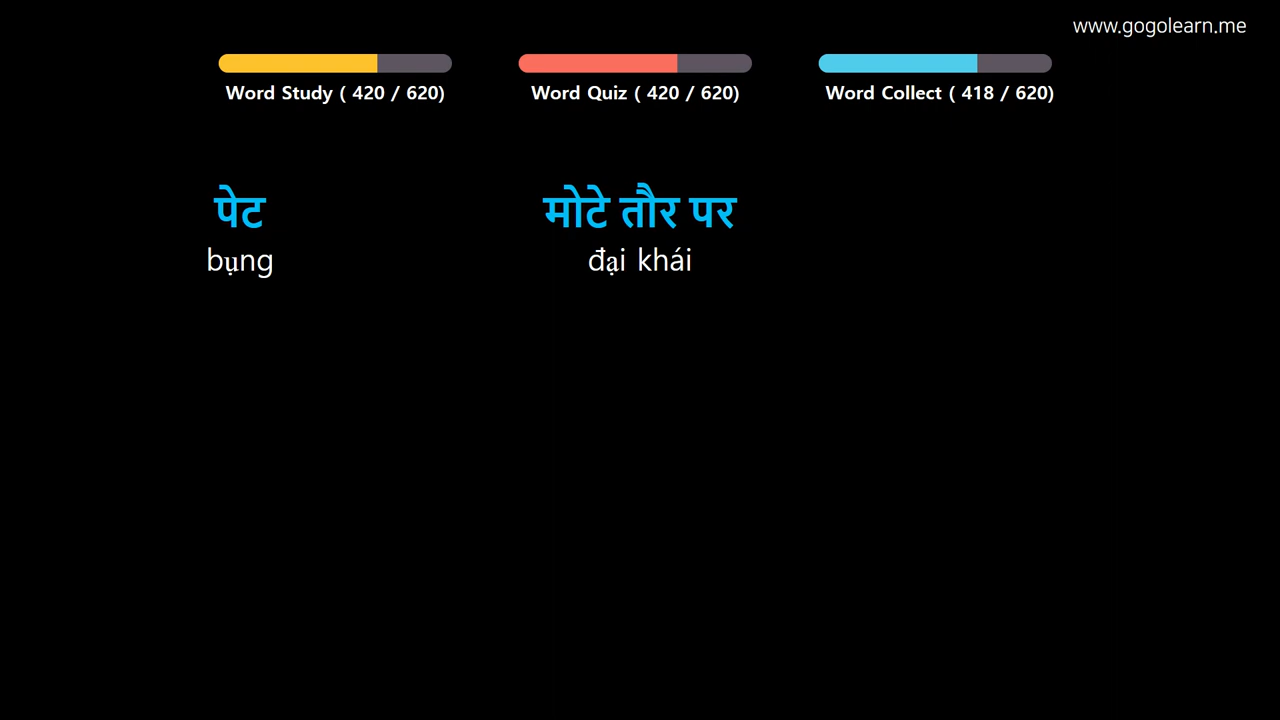 www.gogolearn.me
Word Study ( 420 / 620)
Word Quiz ( 420 / 620)
Word Collect ( 418 / 620)
पेट
bụng
मोटे तौर पर
đại khái